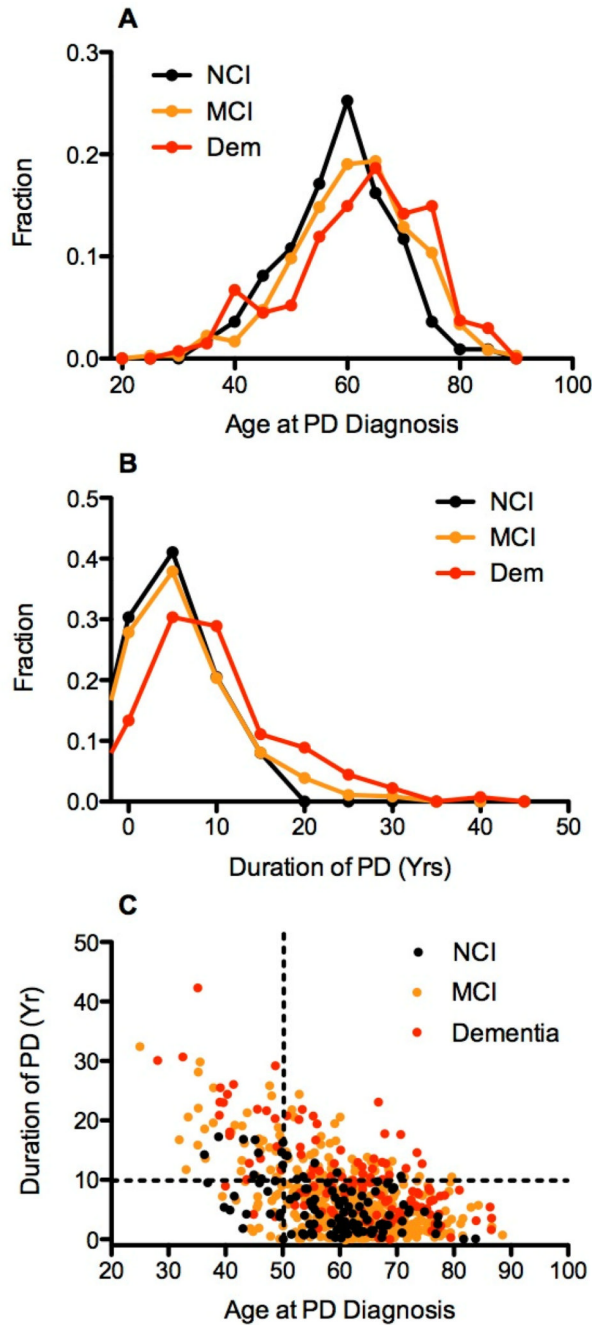 A
0.3
0.2
0.1
0.0
Fraction
NCI
MCI
Dem
20 40 60 80 100
Age at PD Diagnosis
B
0.5
0.4
0.3
0.2
0.1
0.0
Fraction
NCI
MCI
Dem
0 10 20 30 40 50
Duration of PD (Yrs)
C
50
40
30
20
10
0
Duration of PD (Yr)
NCI
MCI
Dementia
20 30 40 50 60 70 80 90 100
Age at PD Diagnosis